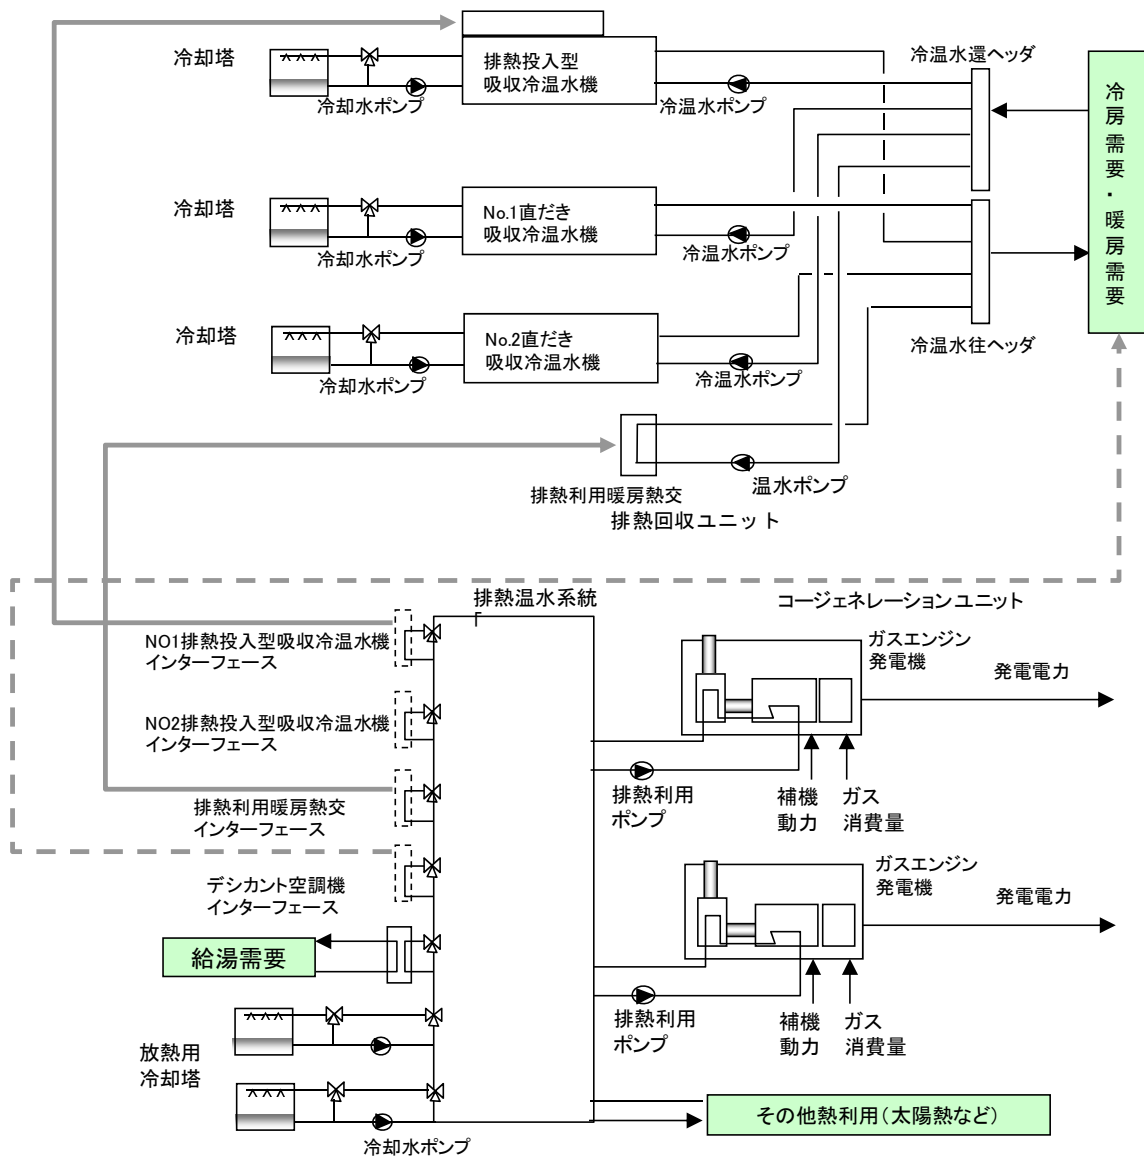 冷却塔
冷却水ポンプ
排熱投入型
吸収冷温水機
冷温水ポンプ
冷温水還ヘッダ
冷房需要・暖房需要
冷却塔
冷却水ポンプ
No.1直だき
吸収冷温水機
冷温水ポンプ
冷却塔
冷却水ポンプ
No.2直だき
吸収冷温水機
冷温水ポンプ
冷温水往ヘッダ
排熱利用暖房熱交
温水ポンプ
排熱回収ユニット
排熱温水系統
コージェネレーションユニット
NO1排熱投入型吸収冷温水機
インターフェース
NO2排熱投入型吸収冷温水機
インターフェース
排熱利用暖房熱交
インターフェース
デシカント空調機
インターフェース
給湯需要
放熱用
冷却塔
冷却水ポンプ
ガスエンジン
発電機
発電電力
排熱利用
ポンプ
補機
動力
ガス
消費量
ガスエンジン
発電機
発電電力
排熱利用
ポンプ
補機
動力
ガス
消費量
その他熱利用(太陽熱など)